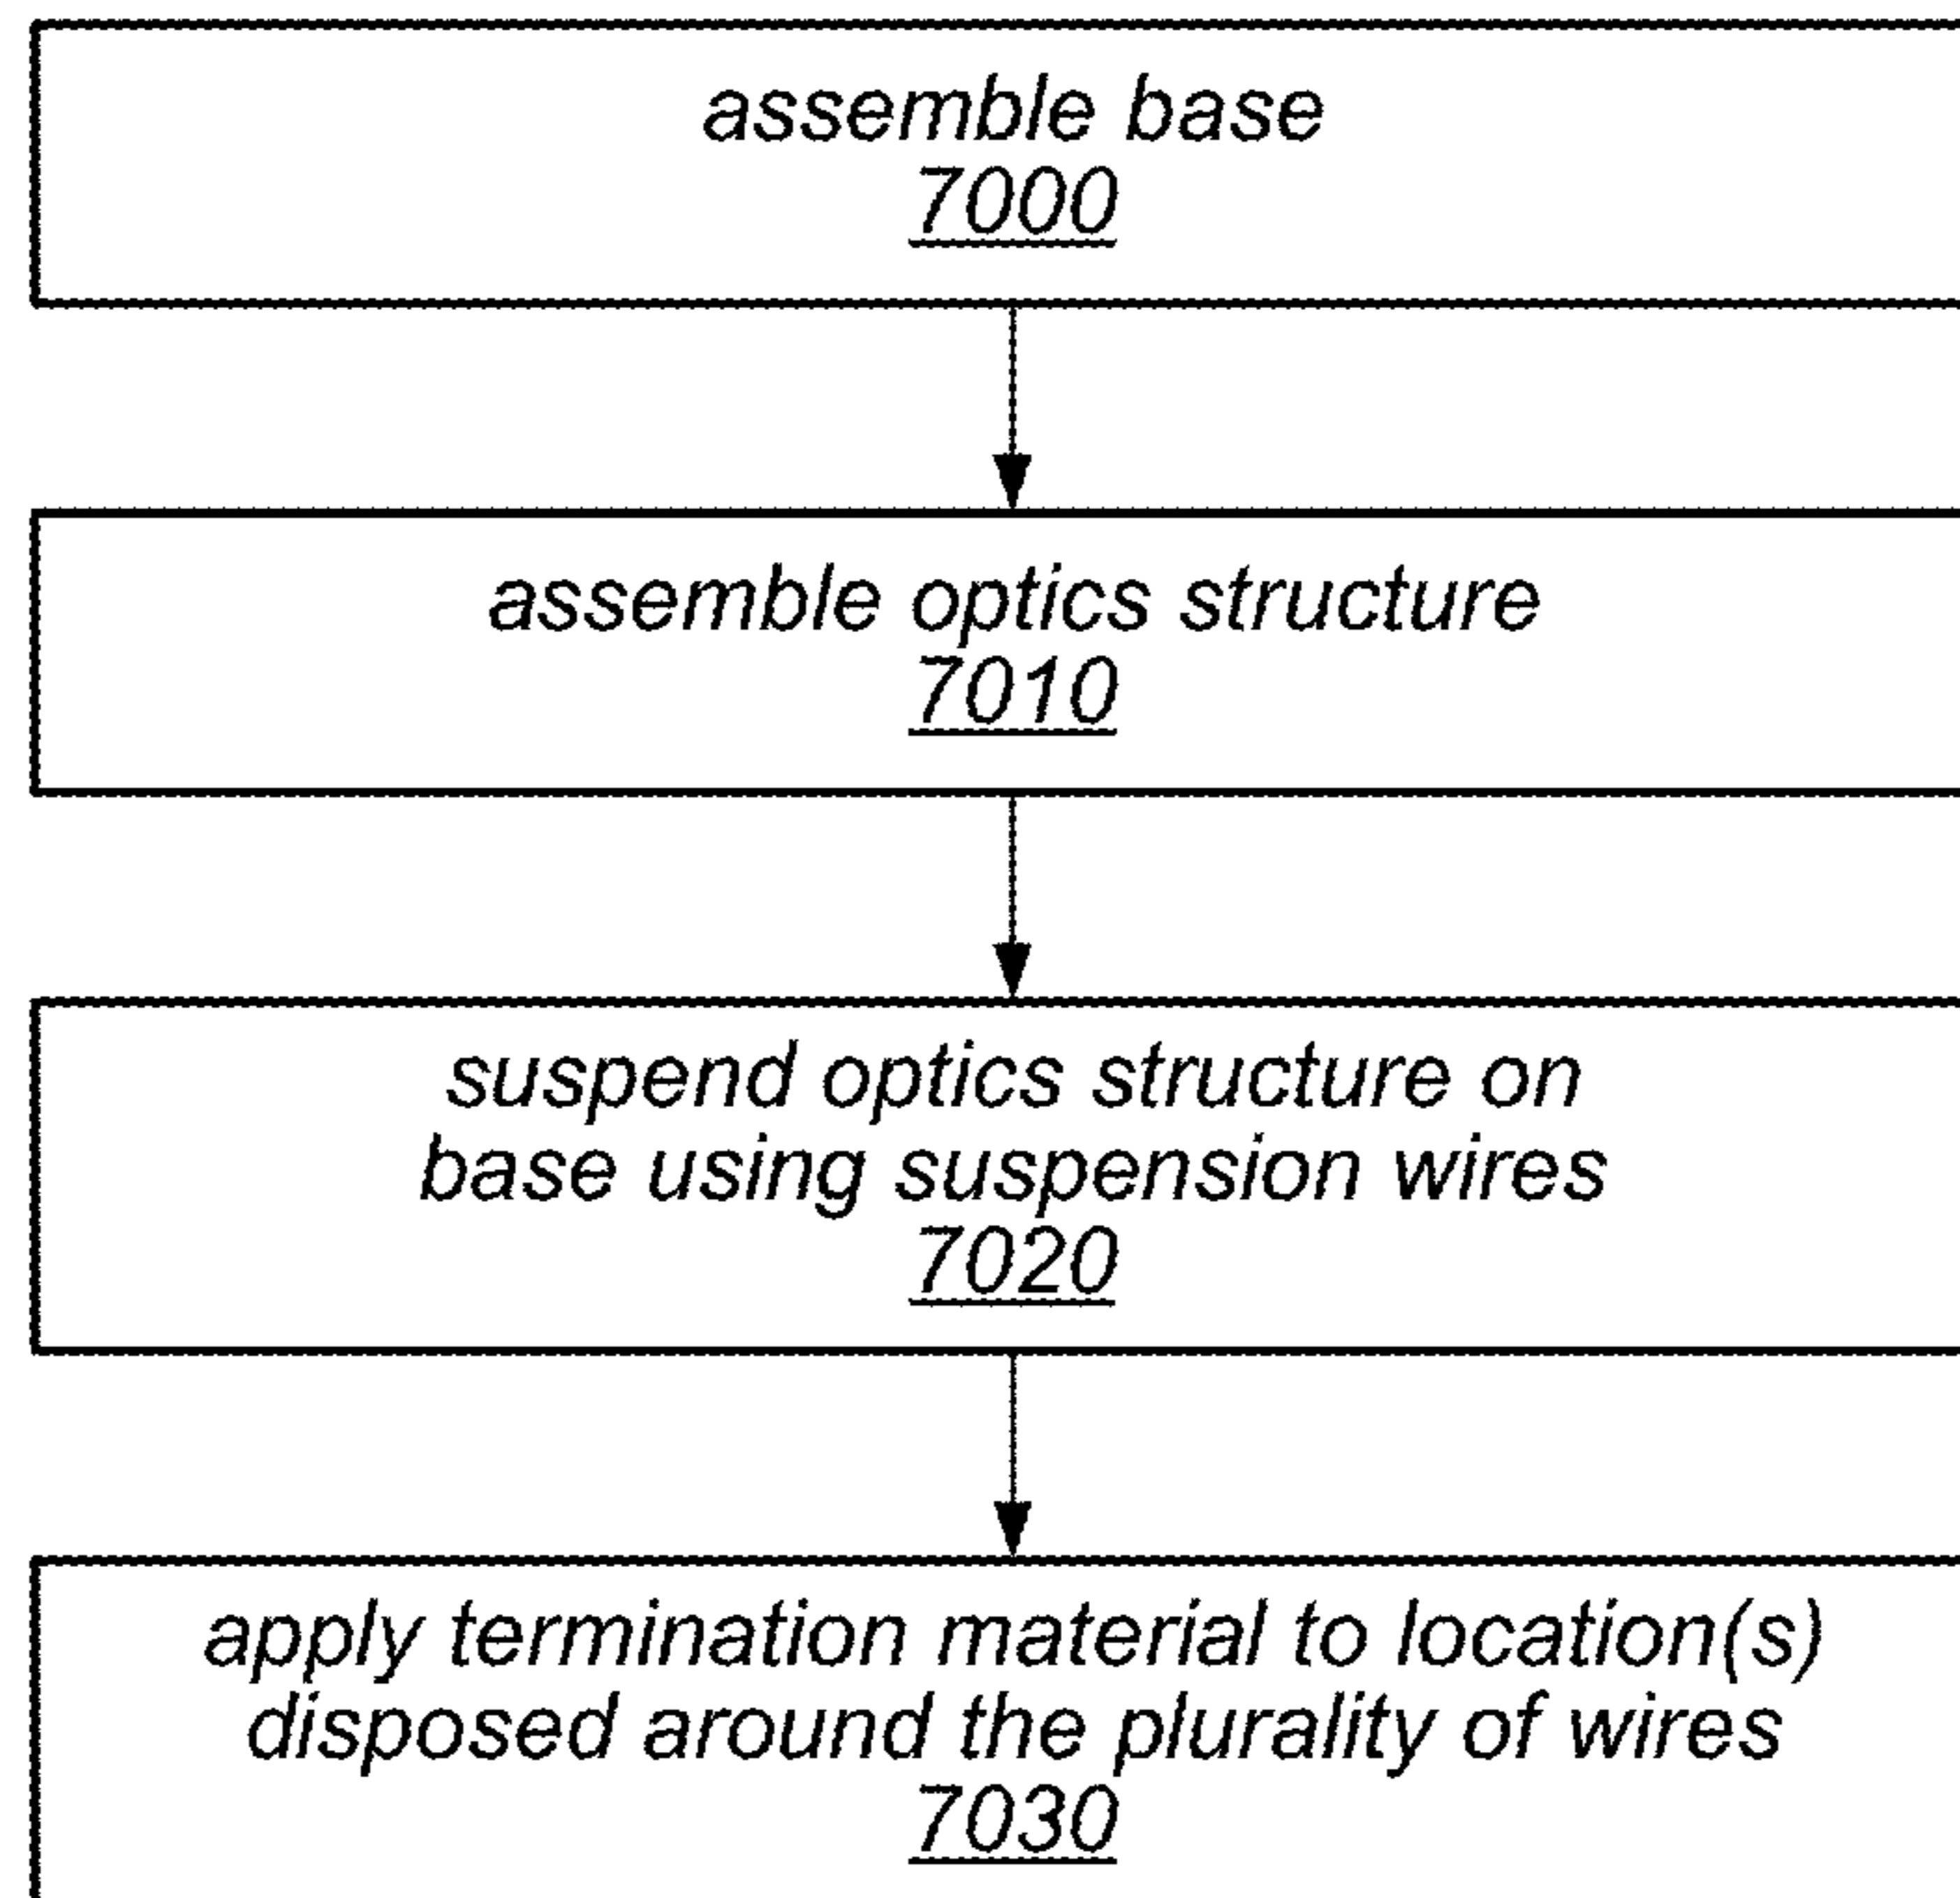 assemble base
7000
assemble optics structure
7010
suspend optics structure on
base using suspension wires
7020
apply termination material to location(s)
disposed around the plurality of wires
7030